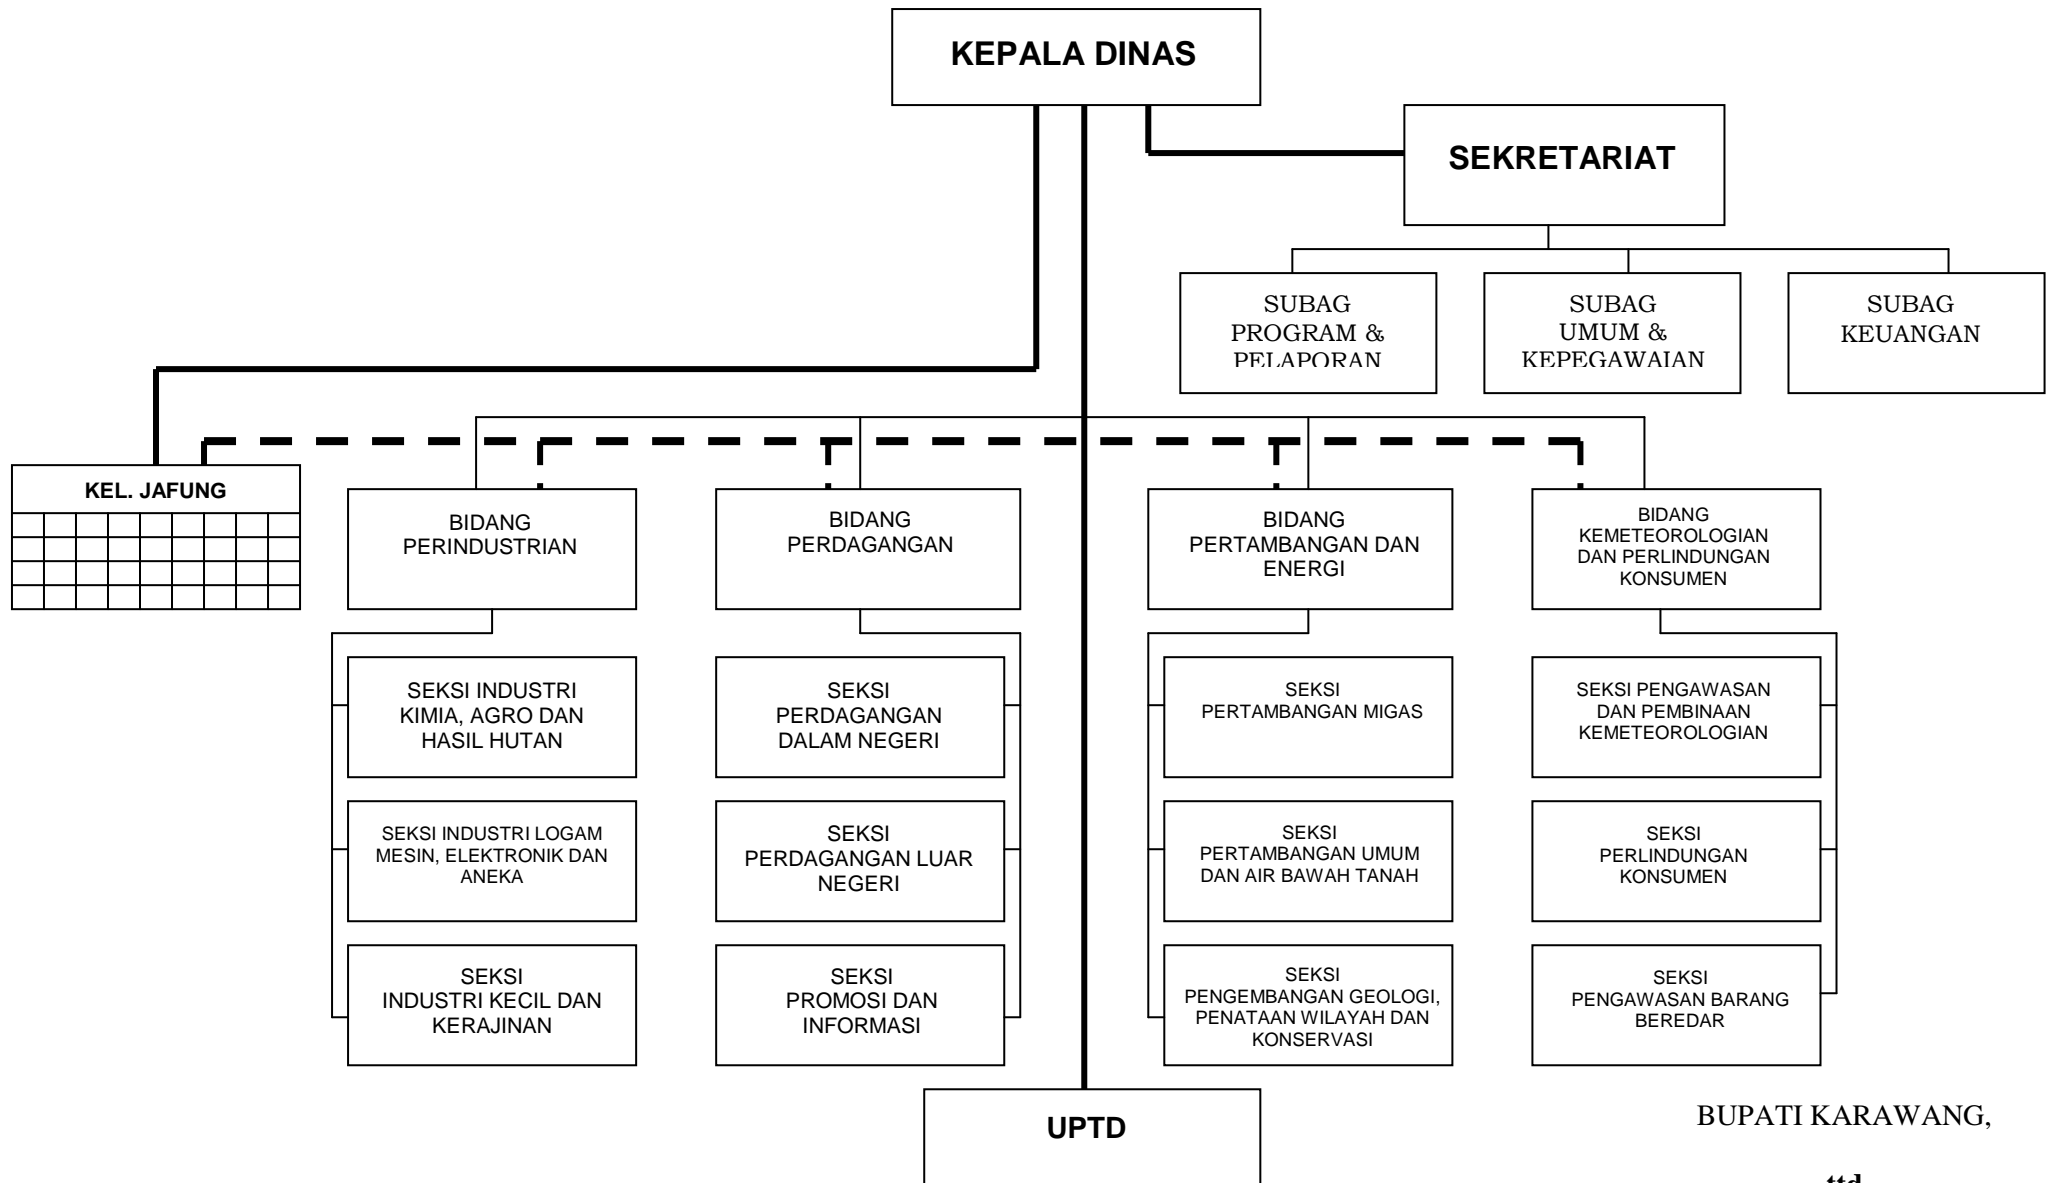 KEPALA DINAS
SEKRETARIAT
SUBAG
PROGRAM &
PELAPORAN
SUBAG
UMUM &
KEPEGAWAIAN
SUBAG
KEUANGAN
KEL. JAFUNG
BIDANG
PERINDUSTRIAN
BIDANG
PERDAGANGAN
BIDANG
PERTAMBANGAN DAN
ENERGI
BIDANG
KEMETEOROLOGIAN
DAN PERLINDUNGAN
KONSUMEN
SEKSI INDUSTRI
KIMIA, AGRO DAN
HASIL HUTAN
SEKSI
PERDAGANGAN
DALAM NEGERI
SEKSI
PERTAMBANGAN MIGAS
SEKSI PENGAWASAN
DAN PEMBINAAN
KEMETEOROLOGIAN
SEKSI INDUSTRI LOGAM
MESIN, ELEKTRONIK DAN
ANEKA
SEKSI
PERDAGANGAN LUAR
NEGERI
SEKSI
PERTAMBANGAN UMUM
DAN AIR BAWAH TANAH
SEKSI
PERLINDUNGAN
KONSUMEN
SEKSI
INDUSTRI KECIL DAN
KERAJINAN
SEKSI
PROMOSI DAN
INFORMASI
SEKSI
PENGEMBANGAN GEOLOGI,
PENATAAN WILAYAH DAN
KONSERVASI
SEKSI
PENGAWASAN BARANG
BEREDAR
UPTD
BUPATI KARAWANG,
ttd